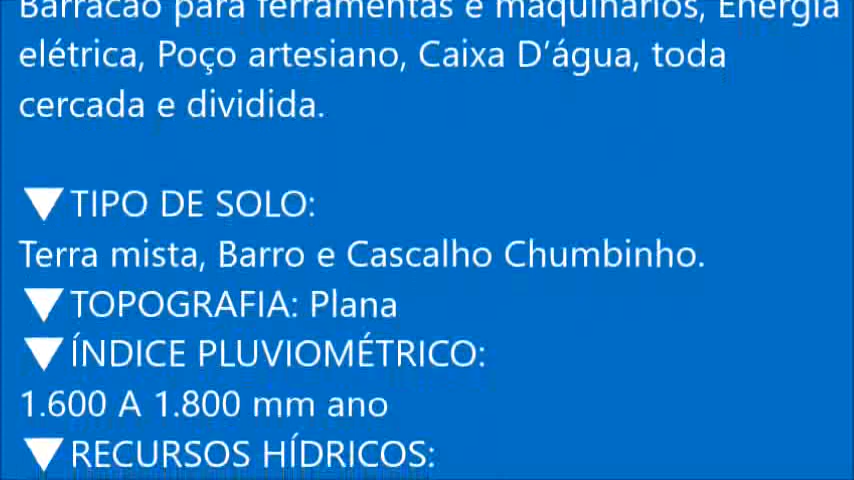 Barracão para ferramentas e maquinários, Energia
elétrica, Poço artesiano, Caixa D’água, toda
cercada e dividida.
▼TIPO DE SOLO:
Terra mista, Barro e Cascalho Chumbinho.
▼TOPOGRAFIA: Plana
▼ÍNDICE PLUVIOMÉTRICO:
1.600 A 1.800 mm ano
▼RECURSOS HÍDRICOS: